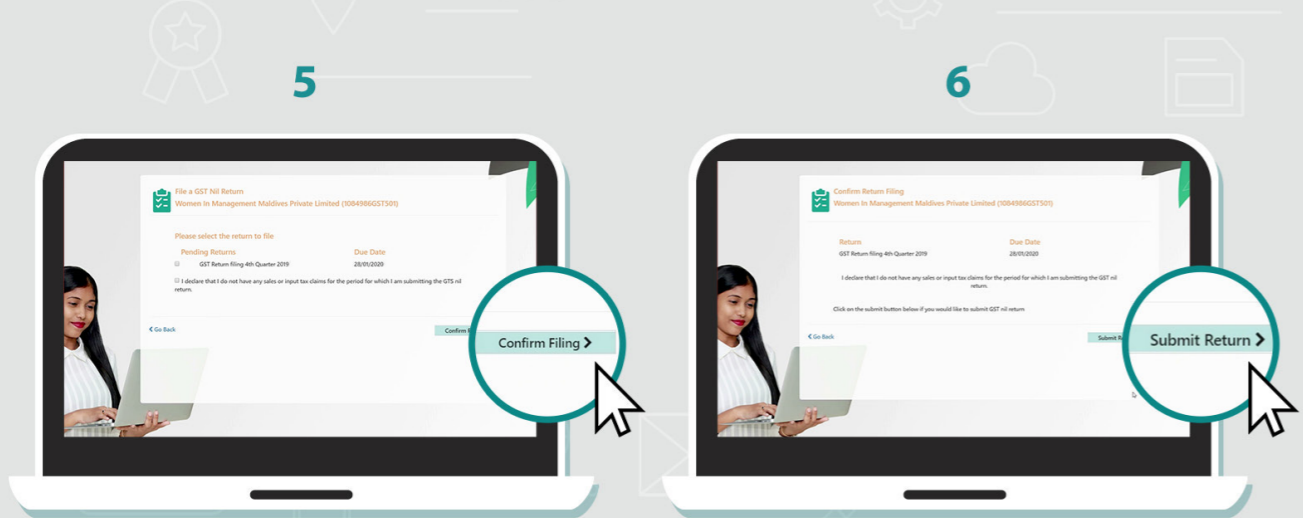 5
File a GST Nil Return
Women In Management Maldives Private Limited (1084986GST501)
Please select the return to file
Pending Returns Due Date
GST Return filing 4th Quarter 2019 28/01/2020
I declare that I do not have any sales or input tax claims for the period for which I am submitting the GTS nil
return.
Go Back
Confirm
Confirm Filing
6
Confirm Return Filing
Women In Management Maldives Private Limited (1084986GST501)
Return Due Date
GST Return filing 4th Quarter 2019 28/01/2020
I declare that I do not have any sales or input tax claims for the period for which I am submitting the GST nil
return.
Click on the submit button below if you would like to submit GST nil return
Go Back
Submit
Submit Return